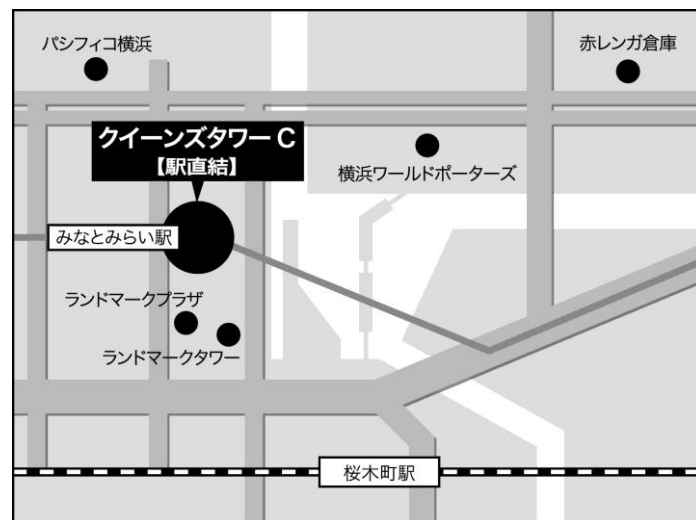 パシフィコ横浜
赤レンガ倉庫
クイーンズタワー C
【駅直結】
横浜ワールドポーターズ
みなとみらい駅
ランドマークプラザ
ランドマークタワー
桜木町駅